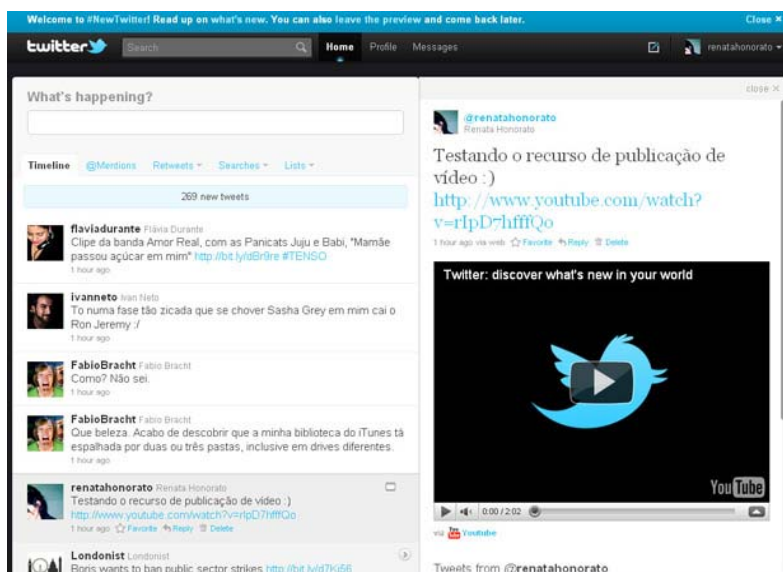 Welcome to #NewTwitter! Read up on what's new. You can also leave the preview and come back later. Close ×
twitter Search Home Profile Messages renatahonorato
What's happening?
Timeline @Mentions Retweets Searches Lists
269 new tweets
flaviadurante Flávia Durante
Clipe da banda Amor Real, com as Panicats Juju e Babi, "Mamãe
passou açúcar em mim" http://bit.ly/dBr9re #TENSO
1 hour ago
ivanneto Ivan Neto
To numa fase tão zicada que se chover Sasha Grey em mim cai o
Ron Jeremy :/
1 hour ago
FabioBracht Fabio Bracht
Como? Não sei.
1 hour ago
FabioBracht Fabio Bracht
Que beleza. Acabo de descobrir que a minha biblioteca do iTunes tá
espalhada por duas ou três pastas, inclusive em drives diferentes.
1 hour ago
renatahonorato Renata Honorato
Testando o recurso de publicação de vídeo :)
http://www.youtube.com/watch?v=rIpD7hfffQo
1 hour ago Favorite Reply Delete
Londonist Londonist
Boris wants to ban public sector strikes http://bit.ly/d7Kj56
close ×
@renatahonorato
Renata Honorato
Testando o recurso de publicação de
vídeo :)
http://www.youtube.com/watch?
v=rIpD7hfffQo
1 hour ago via web Favorite Reply Delete
Twitter: discover what's new in your world
YouTube
0:00 / 2:02
via YouTube Youtube
Tweets from @renatahonorato